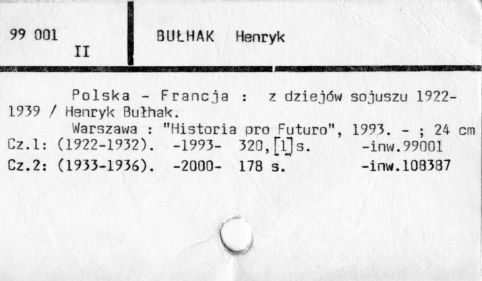 99 001
II
BUŁHAK Henryk
Polska - Francja : z dziejów sojuszu 1922-
1939 / Henryk Bułhak.
Warszawa : "Historia pro Futuro", 1993. - ; 24 cm
Cz.1: (1922-1932). -1993- 320,[1]s. -inw.99001
Cz.2: (1933-1936). -2000- 178 s. -inw.108387